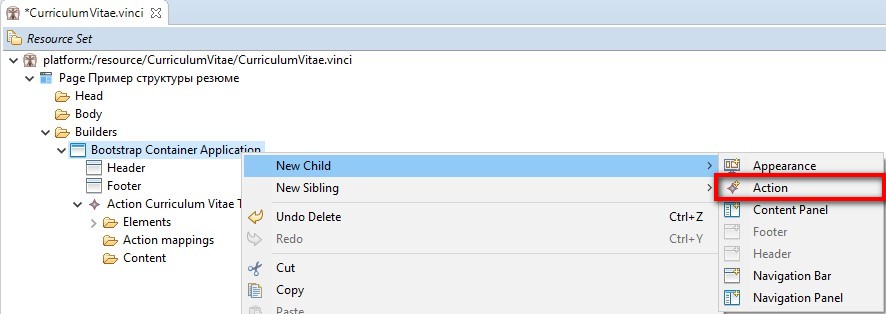 *CurriculumVitae.vinci
Resource Set
platform:/resource/CurriculumVitae/CurriculumVitae.vinci
Page Пример структуры резюме
Head
Body
Builders
Bootstrap Container Application
Header
Footer
Action Curriculum Vitae T
Elements
Action mappings
Content
New Child
New Sibling
Undo Delete Ctrl+Z
Redo Ctrl+Y
Cut
Copy
Paste
Appearance
Action
Content Panel
Footer
Header
Navigation Bar
Navigation Panel